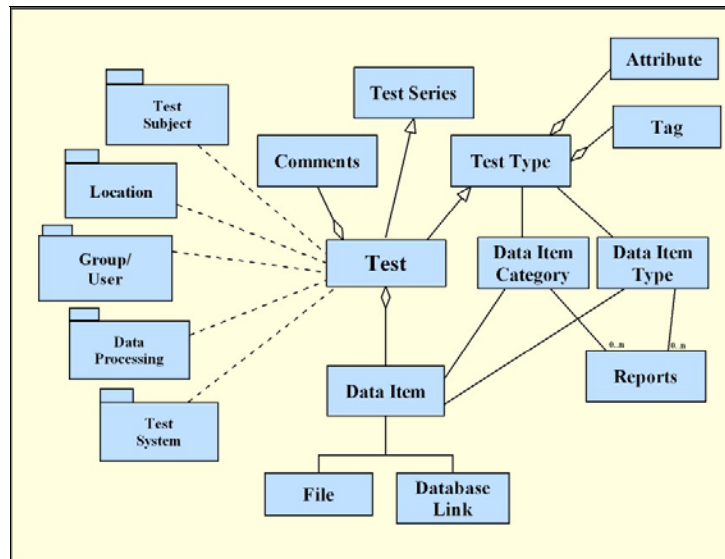 Attribute
Test Series
Test
Subject
Tag
Comments
Test Type
Location
Test
Data Item
Category
Data Item
Type
Group/
User
Data
Processing
0..n
0..n
Reports
Data Item
Test
System
File
Database
Link